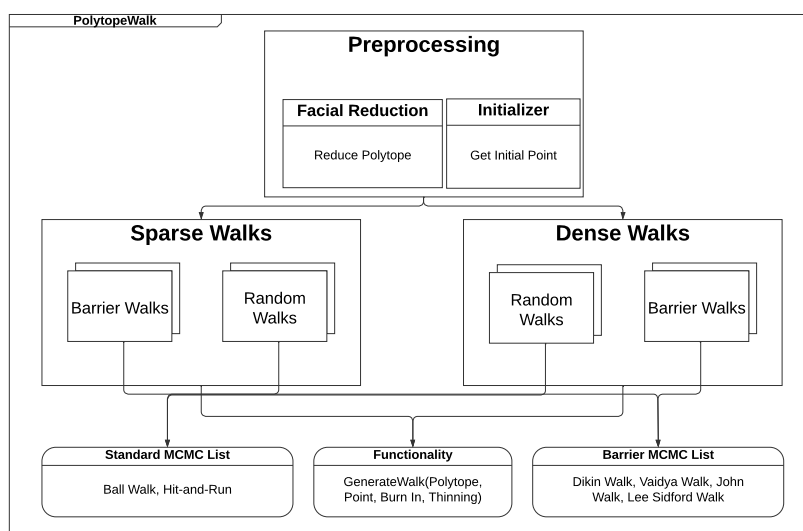 PolytopeWalk
Preprocessing
Facial Reduction
Reduce Polytope
Initializer
Get Initial Point
Sparse Walks
Barrier Walks
Random
Walks
Dense Walks
Random
Walks
Barrier Walks
Standard MCMC List
Ball Walk, Hit-and-Run
Functionality
GenerateWalk(Polytope,
Point, Burn In, Thinning)
Barrier MCMC List
Dikin Walk, Vaidya Walk, John
Walk, Lee Sidford Walk